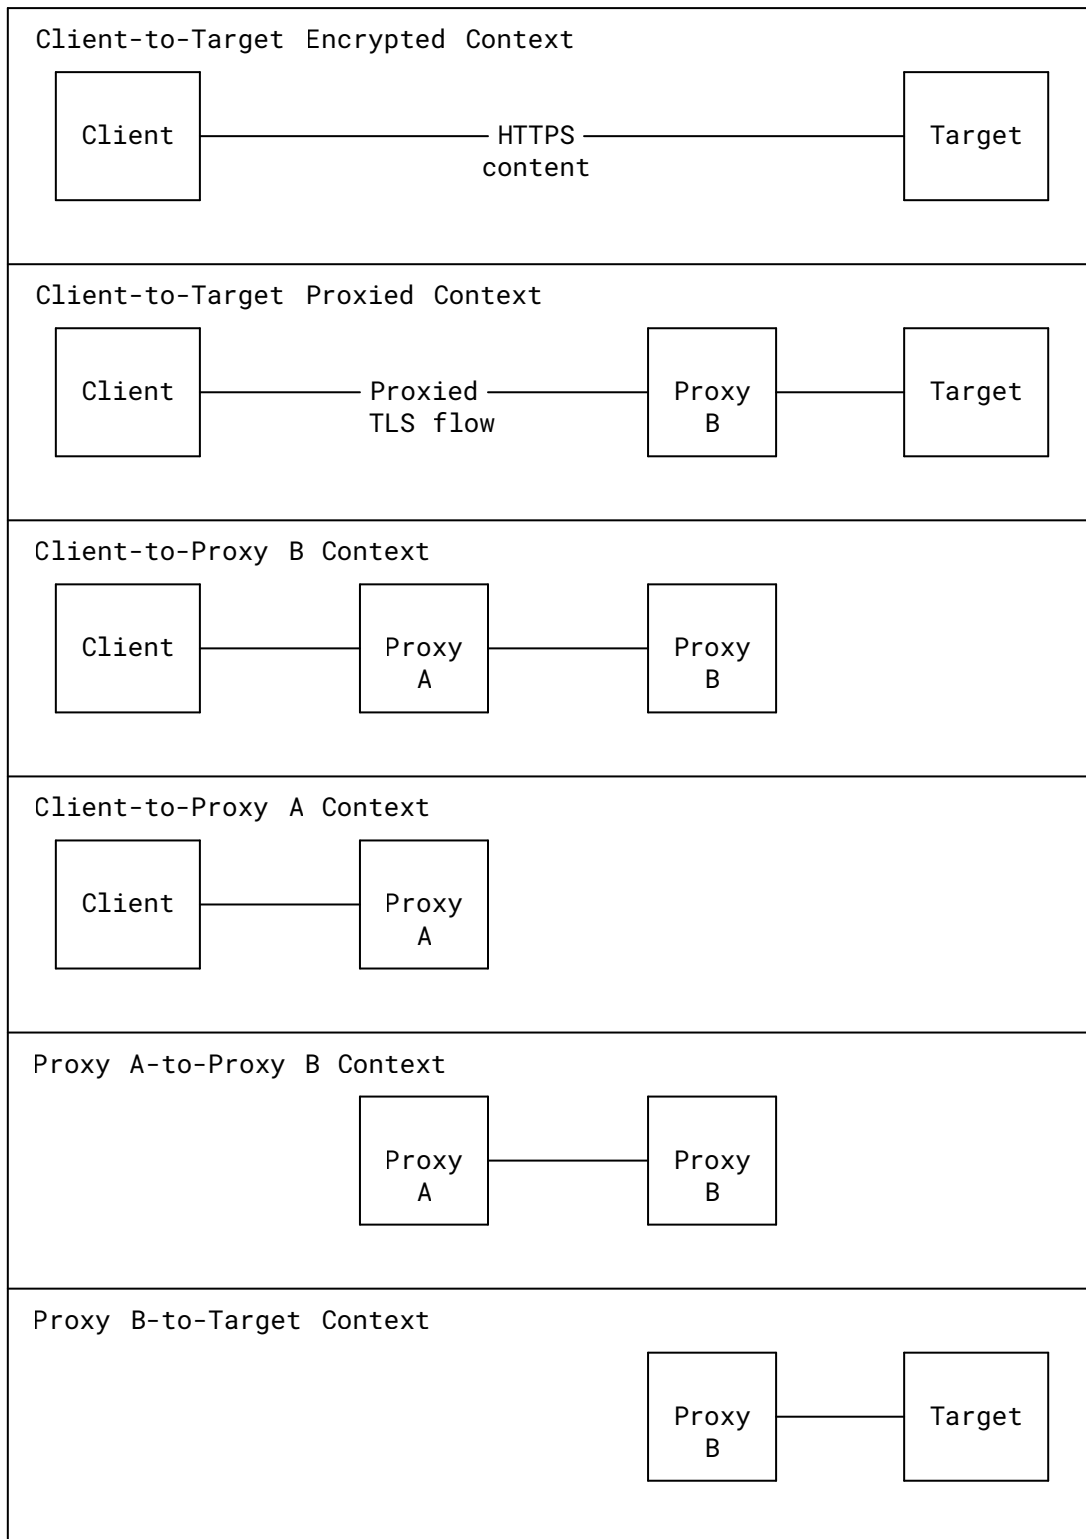 Client-to-Target Encrypted Context
Client
HTTPS
content
Target
Client-to-Target Proxied Context
Client
Proxied
TLS flow
Proxy
B
Target
Client-to-Proxy B Context
Client
Proxy
A
Proxy
B
Client-to-Proxy A Context
Client
Proxy
A
Proxy A-to-Proxy B Context
Proxy
A
Proxy
B
Proxy B-to-Target Context
Proxy
B
Target